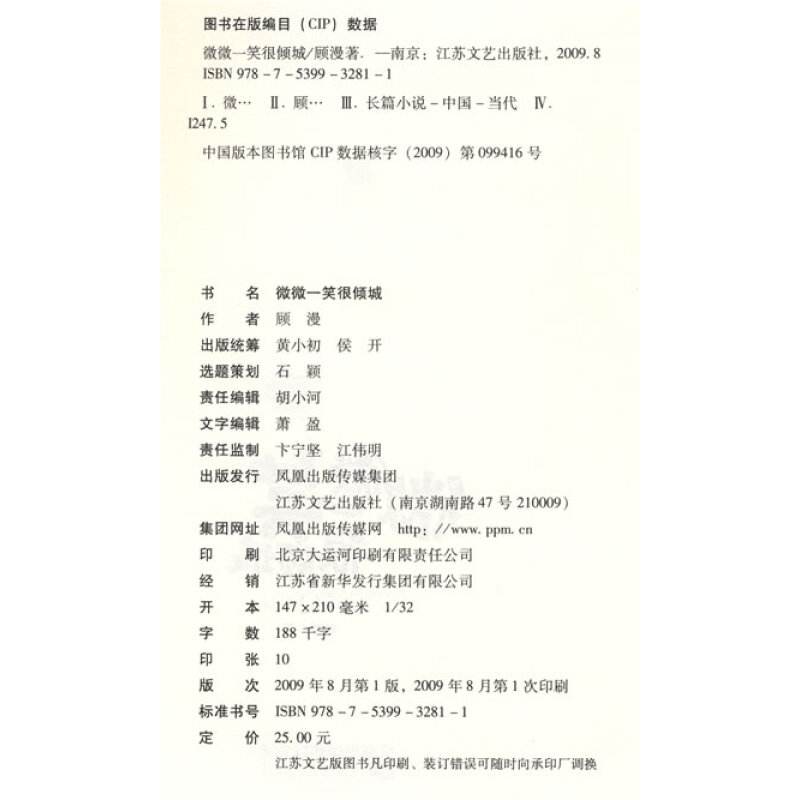 图书在版编目(CIP)数据
微微一笑很倾城/顾漫著. —南京:江苏文艺出版社,2009.8
ISBN 978-7-5399-3281-1
Ⅰ.微… Ⅱ.顾… Ⅲ.长篇小说-中国-当代 Ⅳ.
I247.5
中国版本图书馆 CIP 数据核字(2009)第 099416 号
书 名 微微一笑很倾城
作 者 顾 漫
出版统筹 黄小初 侯 开
选题策划 石 颖
责任编辑 胡小河
文字编辑 萧 盈
责任监制 卞宁坚 江伟明
出版发行 凤凰出版传媒集团
江苏文艺出版社(南京湖南路 47 号 210009)
集团网址 凤凰出版传媒网 http://www.ppm.cn
印 刷 北京大运河印刷有限责任公司
经 销 江苏省新华发行集团有限公司
开 本 147×210 毫米 1/32
字 数 188 千字
印 张 10
版 次 2009 年 8 月第 1 版,2009 年 8 月第 1 次印刷
标准书号 ISBN 978-7-5399-3281-1
定 价 25.00 元
江苏文艺版图书凡印刷、装订错误可随时向承印厂调换